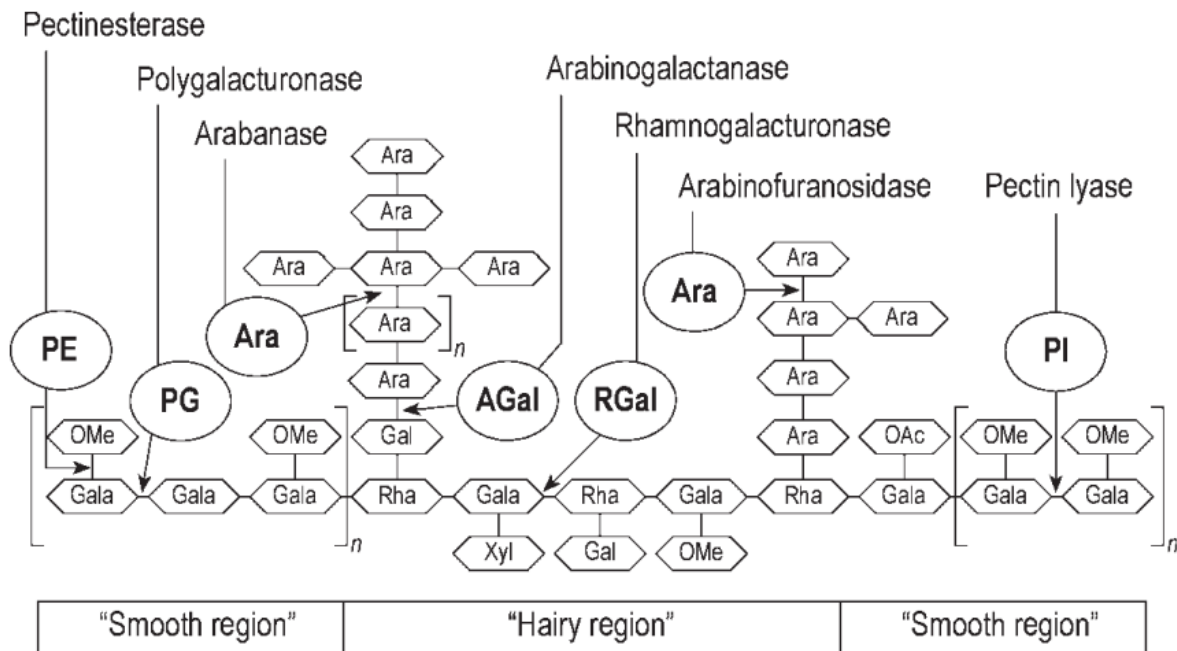 Pectinesterase
Polygalacturonase
Arabinogalactanase
Arabanase
Rhamnogalacturonase
Arabinofuranosidase
Pectin lyase
Ara
Ara
Ara
Ara Ara Ara
Ara
Ara Ara
Ara
Ara
n
PE
Ara
PI
Ara
Ara
PG
AGal
RGal
OMe
OMe
Gal
Ara
OAc
OMe
OMe
Gala Gala Gala Rha Gala Rha Gala Rha Gala Gala Gala
n
n
Xyl
Gal
OMe
“Smooth region” “Hairy region” “Smooth region”